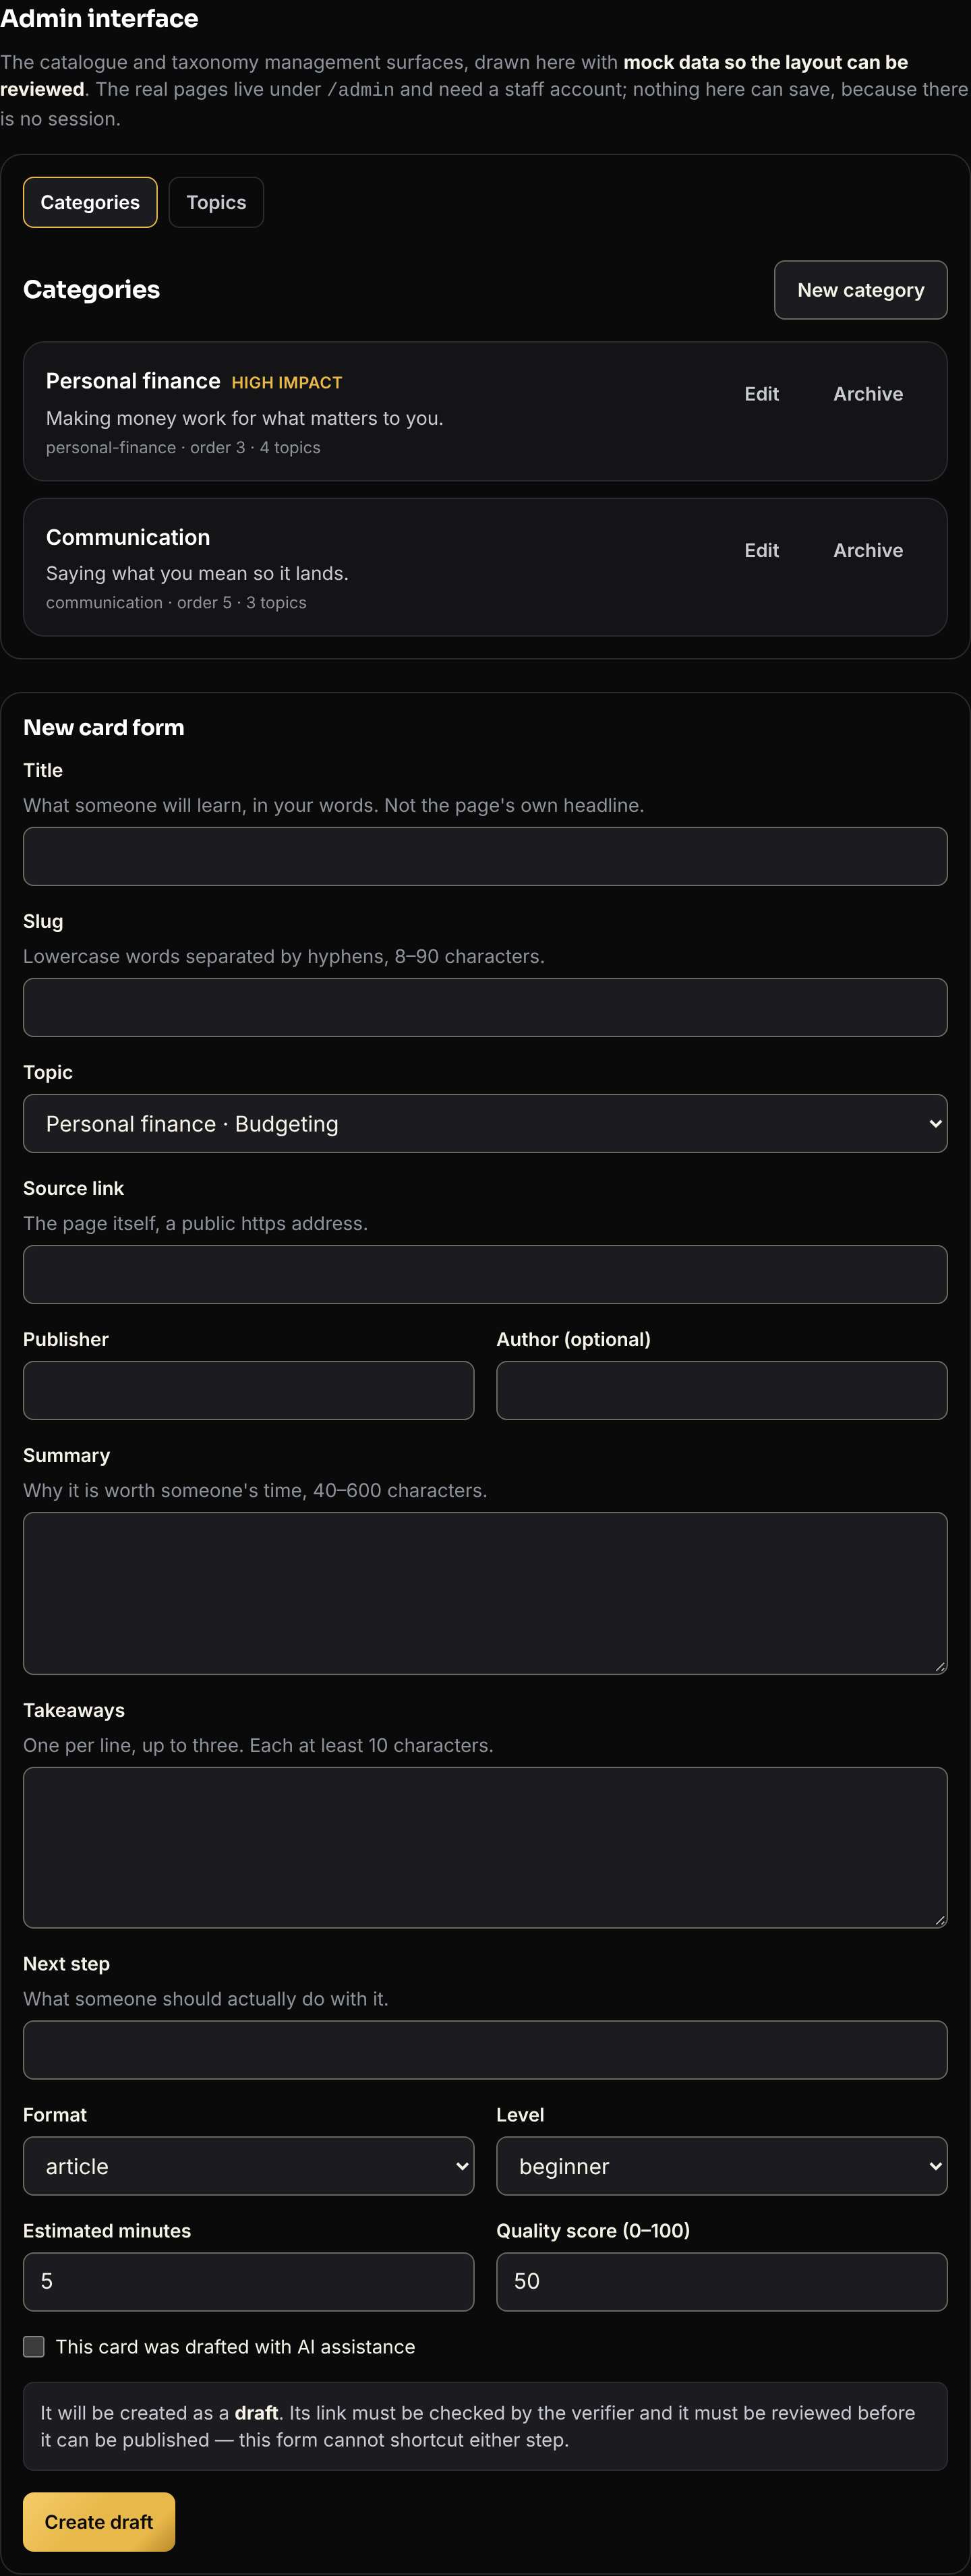 Admin interface
The catalogue and taxonomy management surfaces, drawn here with mock data so the layout can be
reviewed. The real pages live under /admin and need a staff account; nothing here can save, because there
is no session.
Categories
Topics
Categories
New category
Personal finance HIGH IMPACT
Making money work for what matters to you.
personal-finance · order 3 · 4 topics
Edit
Archive
Communication
Saying what you mean so it lands.
communication · order 5 · 3 topics
Edit
Archive
New card form
Title
What someone will learn, in your words. Not the page's own headline.
Slug
Lowercase words separated by hyphens, 8–90 characters.
Topic
Personal finance · Budgeting
Source link
The page itself, a public https address.
Publisher
Author (optional)
Summary
Why it is worth someone's time, 40–600 characters.
Takeaways
One per line, up to three. Each at least 10 characters.
Next step
What someone should actually do with it.
Format
Level
article
beginner
Estimated minutes
Quality score (0–100)
5
50
This card was drafted with AI assistance
It will be created as a draft. Its link must be checked by the verifier and it must be reviewed before
it can be published — this form cannot shortcut either step.
Create draft